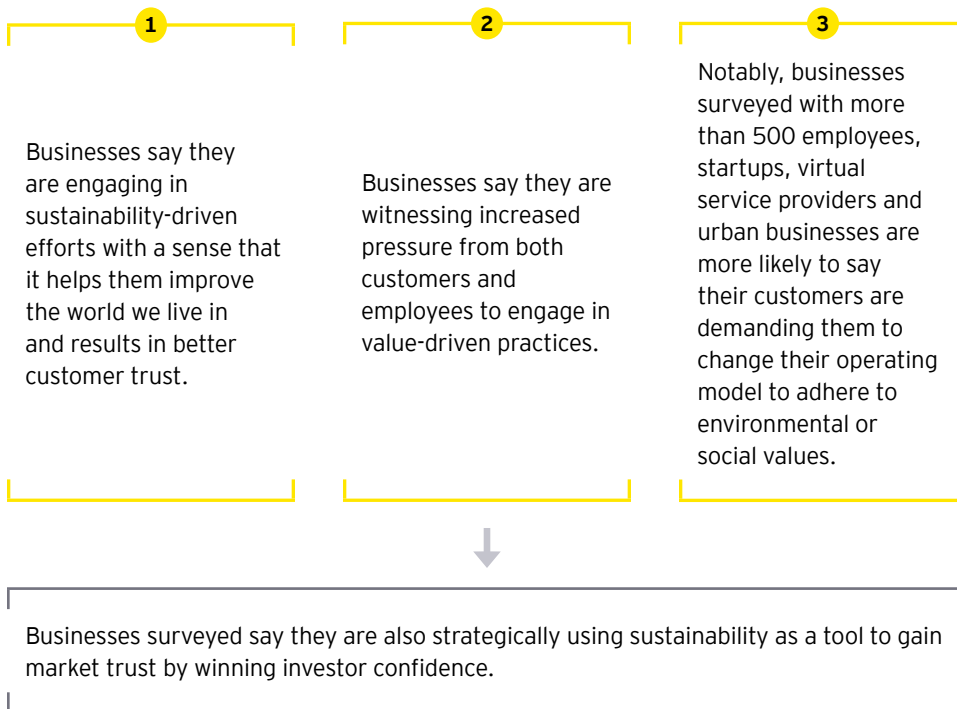 1
Businesses say they
are engaging in
sustainability-driven
efforts with a sense that
it helps them improve
the world we live in
and results in better
customer trust.
2
Businesses say they are
witnessing increased
pressure from both
customers and
employees to engage in
value-driven practices.
3
Notably, businesses
surveyed with more
than 500 employees,
startups, virtual
service providers and
urban businesses are
more likely to say
their customers are
demanding them to
change their operating
model to adhere to
environmental or
social values.
Businesses surveyed say they are also strategically using sustainability as a tool to gain
market trust by winning investor confidence.